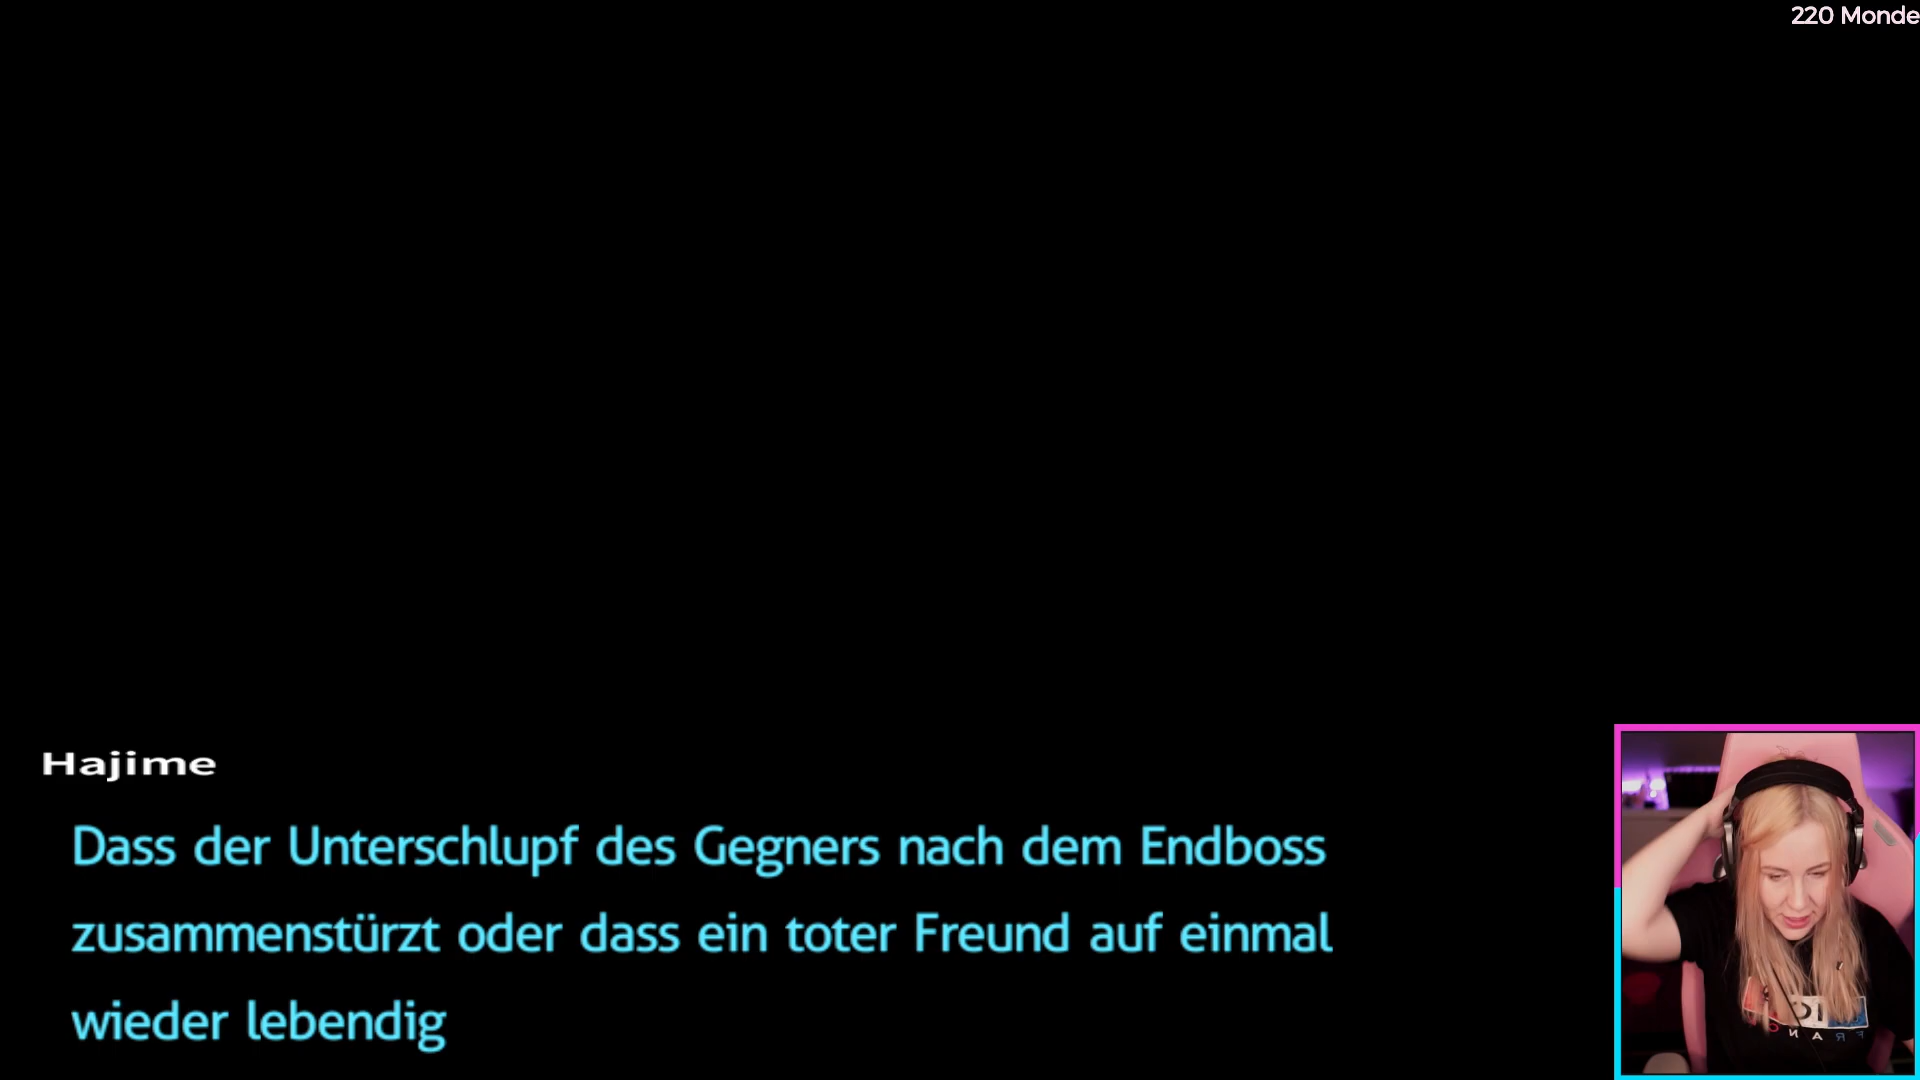 220 Monde
Hajime
Dass der Unterschlupf des Gegners nach dem Endboss
zusammenstürzt oder dass ein toter Freund auf einmal
wieder lebendig